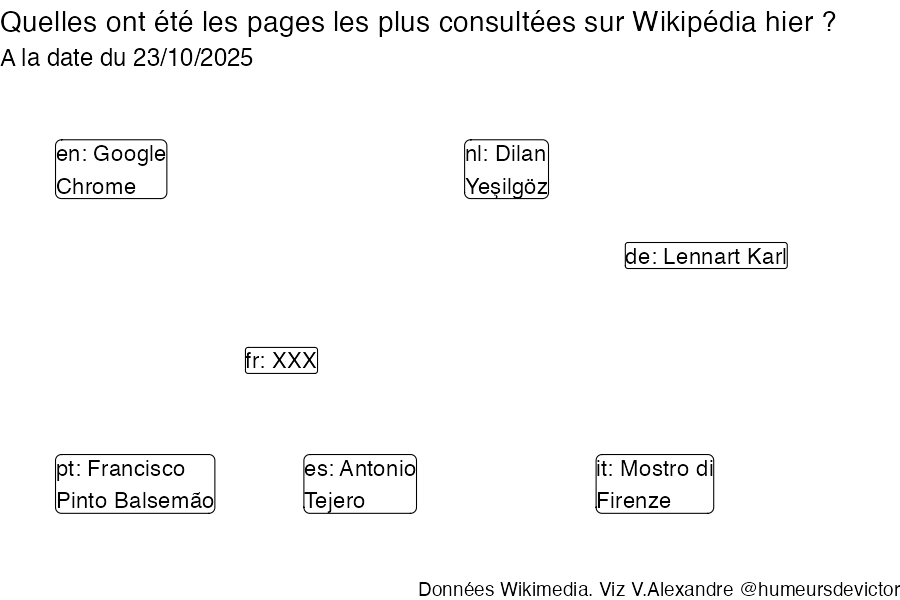 Quelles ont été les pages les plus consultées sur Wikipédia hier ?
A la date du 23/10/2025
en: Google
Chrome
nl: Dilan
Yeşilgöz
de: Lennart Karl
fr: XXX
pt: Francisco
Pinto Balsemão
es: Antonio
Tejero
it: Mostro di
Firenze
Données Wikimedia. Viz V.Alexandre @humeursdevictor